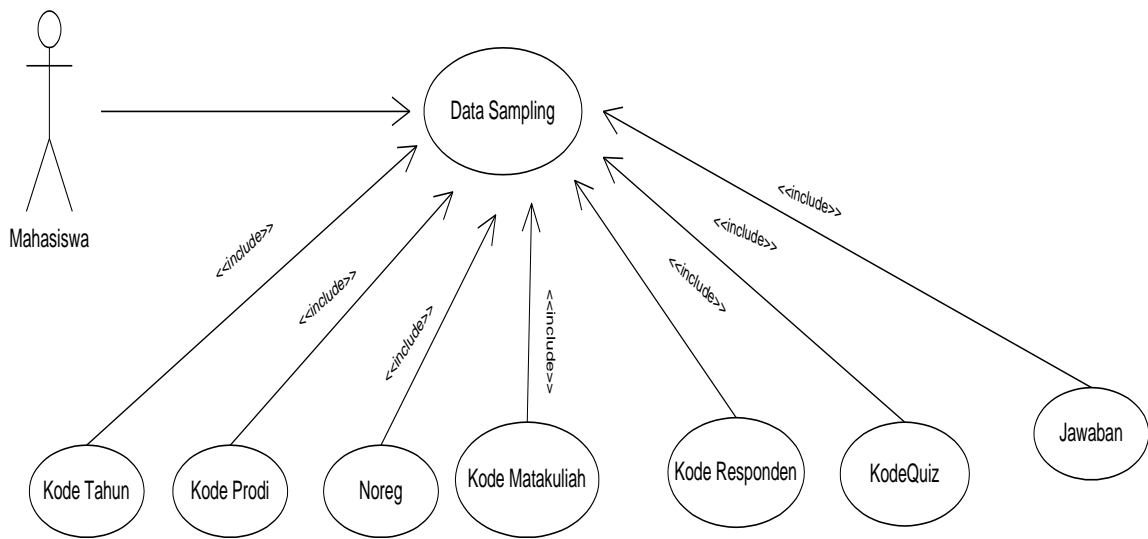 Mahasiswa
Data Sampling
<<include>>
<<include>>
<<include>>
<<include>>
<<include>>
<<include>>
<<include>>
Kode Tahun
Kode Prodi
Noreg
Kode Matakuliah
Kode Responden
KodeQuiz
Jawaban